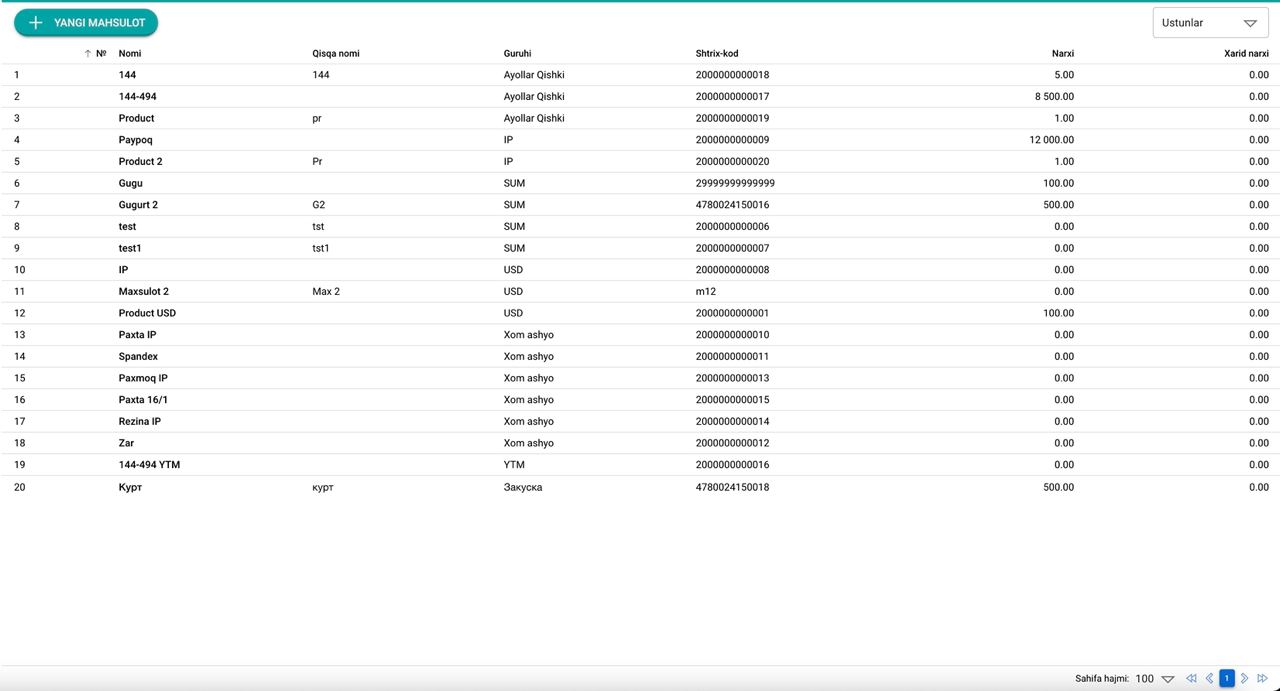 YANGI MAHSULOT
Ustunlar
№ Nomi Qisqa nomi Guruhi Shtrix-kod Narxi Xarid narxi
1 144 144 Ayollar Qishki 2000000000018 5.00 0.00
2 144-494 Ayollar Qishki 2000000000017 8 500.00 0.00
3 Product pr Ayollar Qishki 2000000000019 1.00 0.00
4 Paypoq IP 2000000000009 12 000.00 0.00
5 Product 2 Pr IP 2000000000020 1.00 0.00
6 Gugu SUM 29999999999999 100.00 0.00
7 Gugurt 2 G2 SUM 4780024150016 500.00 0.00
8 test tst SUM 2000000000006 0.00 0.00
9 test1 tst1 SUM 2000000000007 0.00 0.00
10 IP USD 2000000000008 0.00 0.00
11 Maxsulot 2 Max 2 USD m12 0.00 0.00
12 Product USD USD 2000000000001 100.00 0.00
13 Paxta IP Xom ashyo 2000000000010 0.00 0.00
14 Spandex Xom ashyo 2000000000011 0.00 0.00
15 Paxmoq IP Xom ashyo 2000000000013 0.00 0.00
16 Paxta 16/1 Xom ashyo 2000000000015 0.00 0.00
17 Rezina IP Xom ashyo 2000000000014 0.00 0.00
18 Zar Xom ashyo 2000000000012 0.00 0.00
19 144-494 YTM YTM 2000000000016 0.00 0.00
20 Курт курт Закуска 4780024150018 500.00 0.00
Sahifa hajmi: 100 1